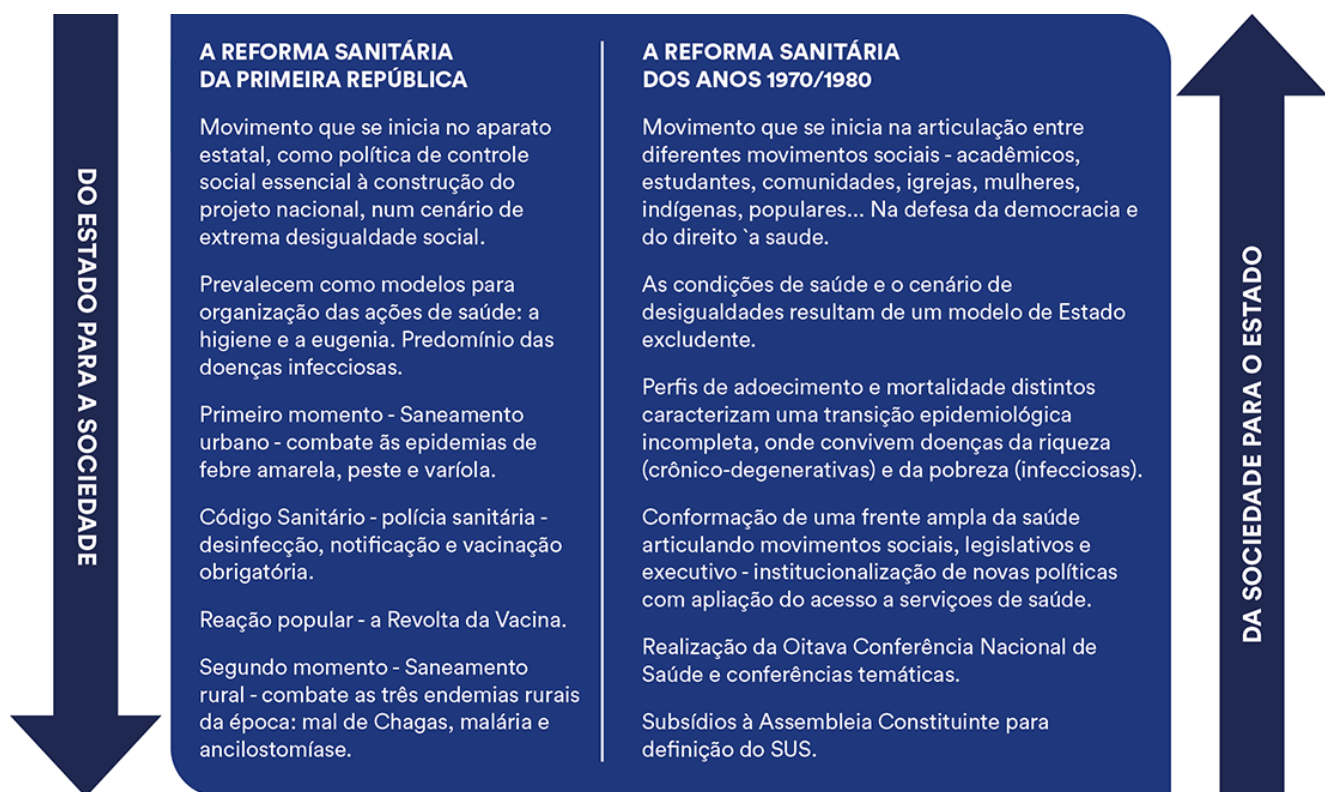 DO ESTADO PARA A SOCIEDADE
A REFORMA SANITÁRIA
DA PRIMEIRA REPÚBLICA
Movimento que se inicia no aparato
estatal, como política de controle
social essencial à construção do
projeto nacional, num cenário de
extrema desigualdade social.
Prevalecem como modelos para
organização das ações de saúde: a
higiene e a eugenia. Predomínio das
doenças infecciosas.
Primeiro momento - Saneamento
urbano - combate ãs epidemias de
febre amarela, peste e varíola.
Código Sanitário - polícia sanitária -
desinfecção, notificação e vacinação
obrigatória.
Reação popular - a Revolta da Vacina.
Segundo momento - Saneamento
rural - combate as três endemias rurais
da época: mal de Chagas, malária e
ancilostomíase.
A REFORMA SANITÁRIA
DOS ANOS 1970/1980
Movimento que se inicia na articulação entre
diferentes movimentos sociais - acadêmicos,
estudantes, comunidades, igrejas, mulheres,
indígenas, populares... Na defesa da democracia e
do direito `a saude.
As condições de saúde e o cenário de
desigualdades resultam de um modelo de Estado
excludente.
Perfis de adoecimento e mortalidade distintos
caracterizam uma transição epidemiológica
incompleta, onde convivem doenças da riqueza
(crônico-degenerativas) e da pobreza (infecciosas).
Conformação de uma frente ampla da saúde
articulando movimentos sociais, legislativos e
executivo - institucionalização de novas políticas
com apliação do acesso a serviçoes de saúde.
Realização da Oitava Conferência Nacional de
Saúde e conferências temáticas.
Subsídios à Assembleia Constituinte para
definição do SUS.
DA SOCIEDADE PARA O ESTADO